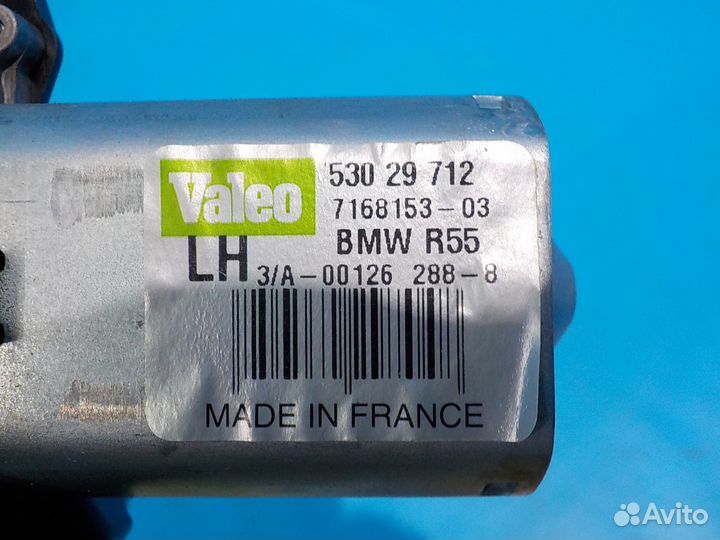 Valeo
530 29 712
7168153-03
BMW R55
LH
3/A-00126 288-8
MADE IN FRANCE
Avito